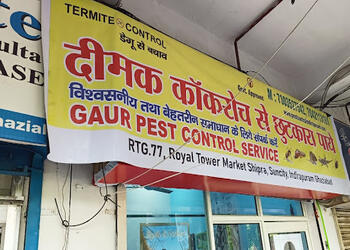 TERMITE CONTROL
डेंगू से बचाव
दीमक कॉकरोच से छुटकारा पाये
विश्वसनीय तथा बेहतरीन समाधान के लिये संपर्क करें
GAUR PEST CONTROL SERVICE
RTG.77, Royal Tower Market Shipra, Suncity, Indirapuram Ghaziabad